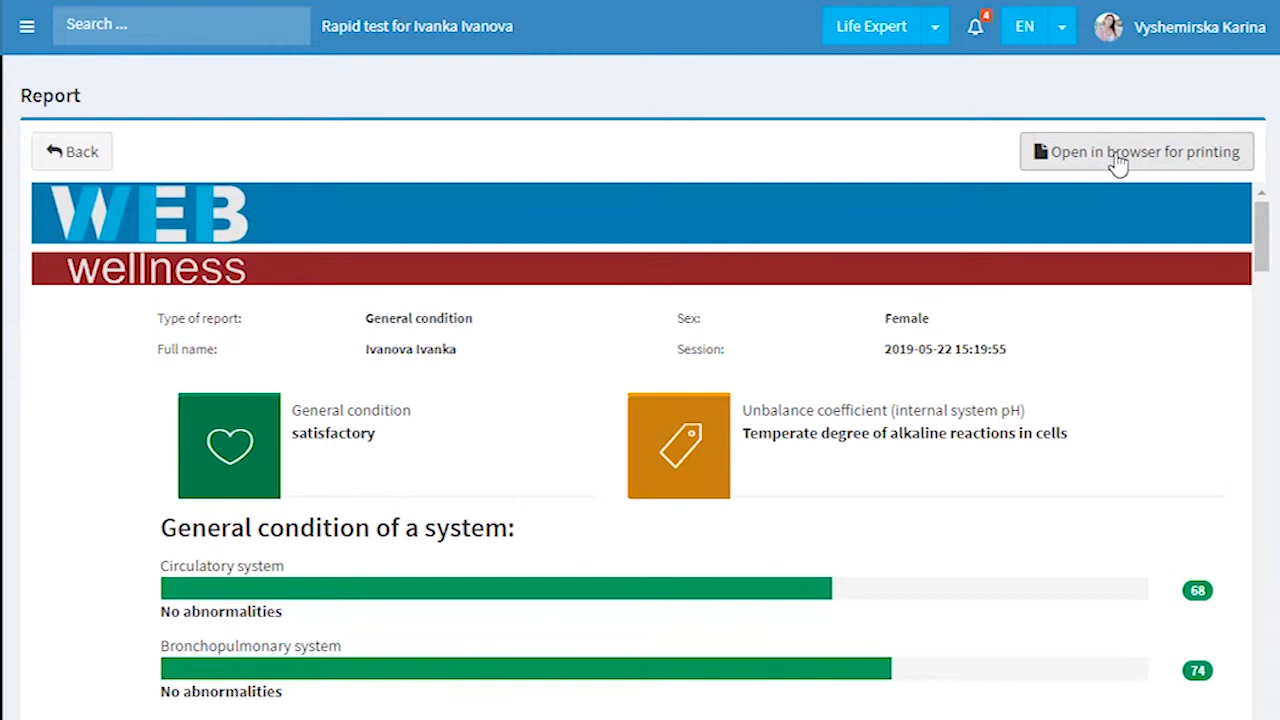 Search ...
Rapid test for Ivanka Ivanova
Life Expert
4
EN
Vyshemirska Karina
Report
Back
Open in browser for printing
WEB
wellness
Type of report: General condition Sex: Female
Full name: Ivanova Ivanka Session: 2019-05-22 15:19:55
General condition
satisfactory
Unbalance coefficient (internal system pH)
Temperate degree of alkaline reactions in cells
General condition of a system:
Circulatory system
68
No abnormalities
Bronchopulmonary system
74
No abnormalities